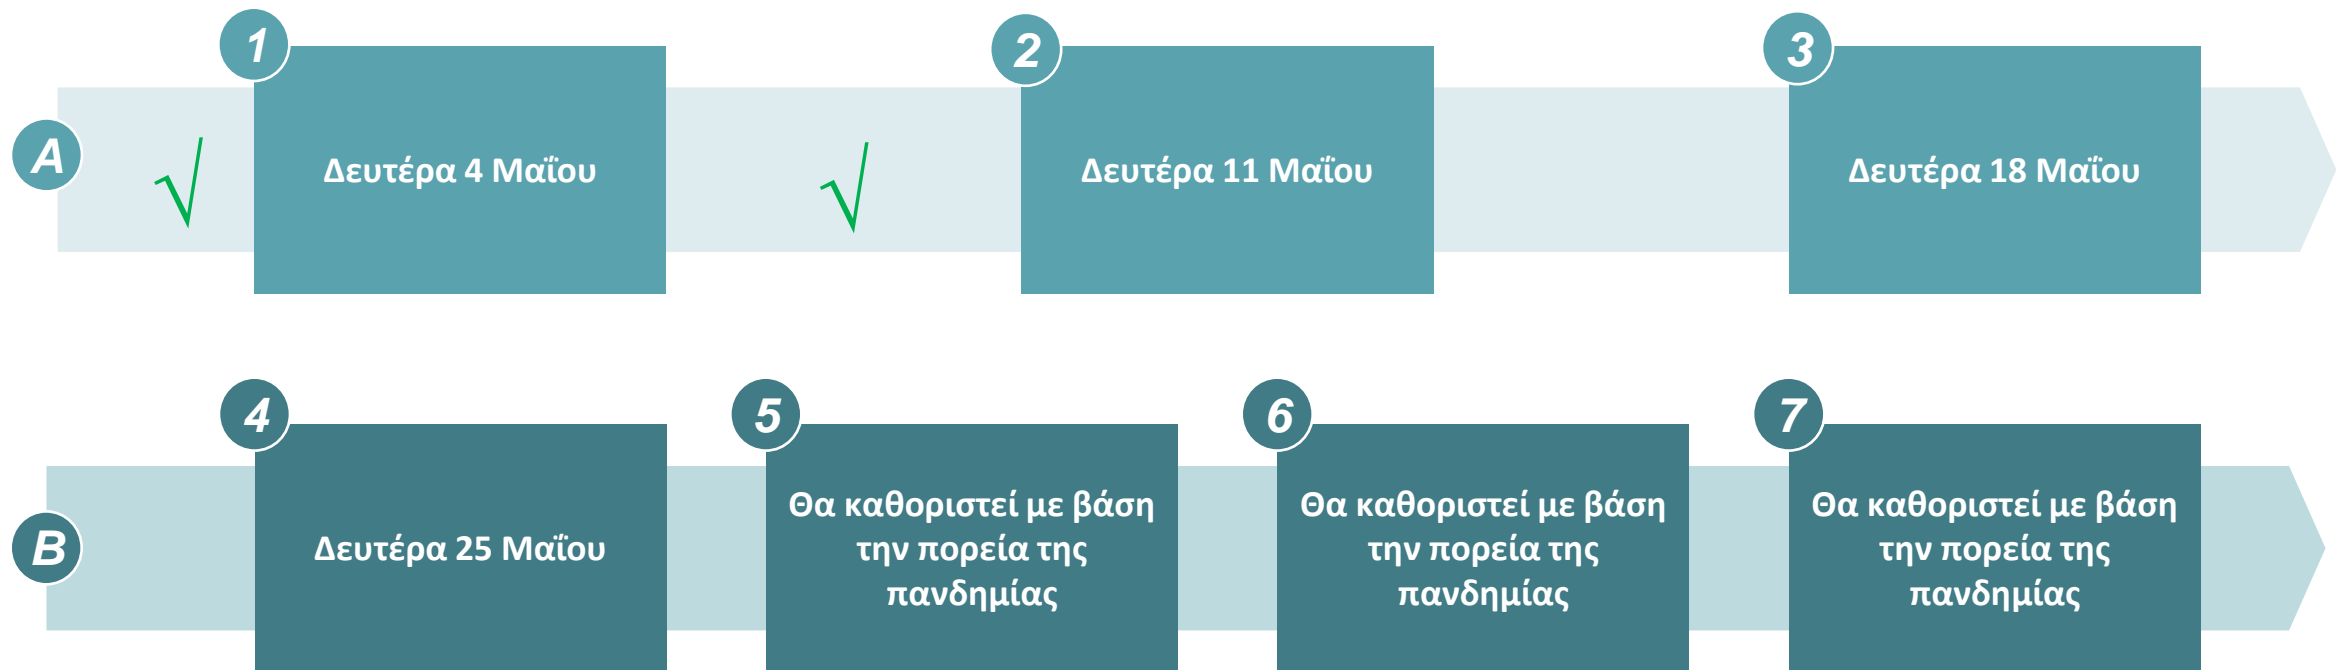 1
2
3
A
√
Δευτέρα 4 Μαΐου
√
Δευτέρα 11 Μαΐου
Δευτέρα 18 Μαΐου
4
5
6
7
B
Δευτέρα 25 Μαΐου
Θα καθοριστεί με βάση
την πορεία της
πανδημίας
Θα καθοριστεί με βάση
την πορεία της
πανδημίας
Θα καθοριστεί με βάση
την πορεία της
πανδημίας